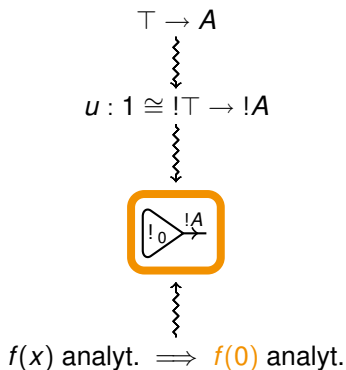 ⊤ → A
u : 1 ≅ !⊤ → !A
!₀ !A
f(x) analyt. ⟹ f(0) analyt.